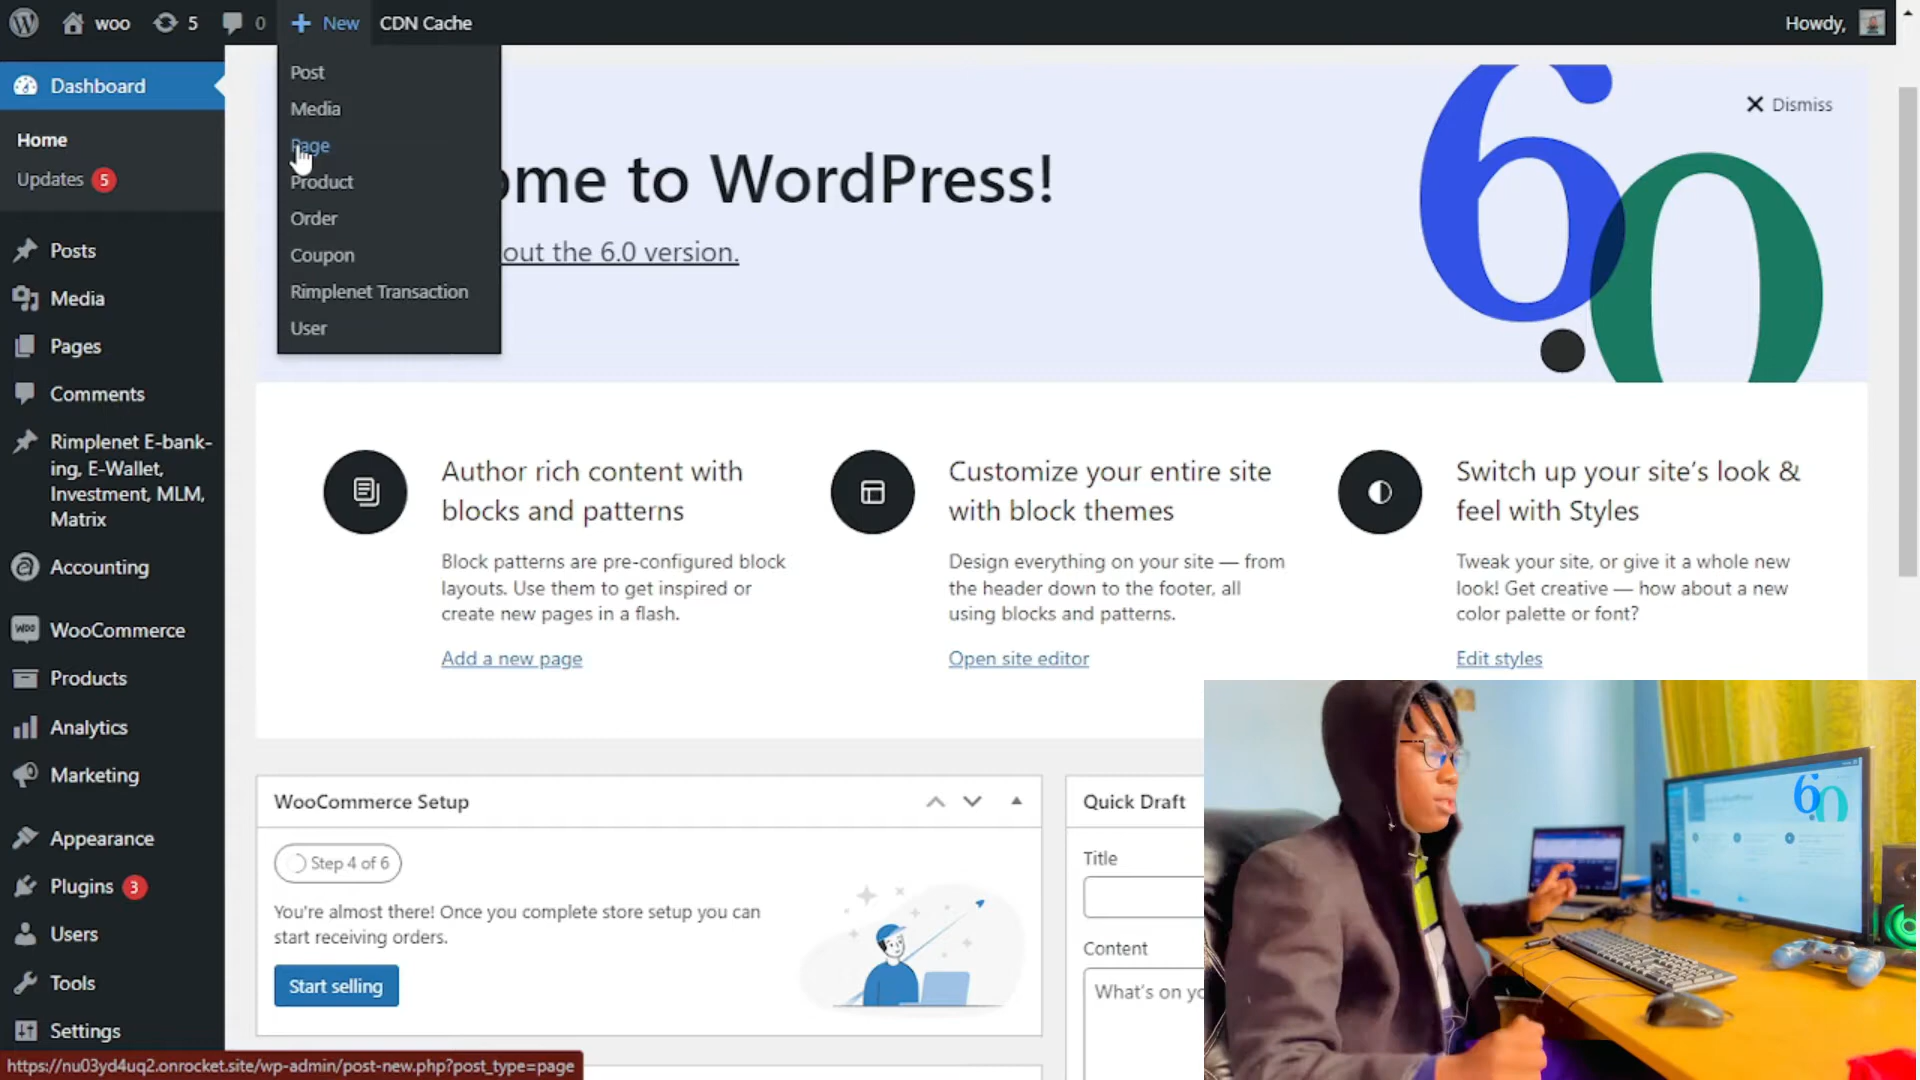 woo
5
0
New
CDN Cache
Howdy,
Dashboard
Home
Updates 5
Posts
Media
Pages
Comments
Rimplenet E-bank-
ing, E-Wallet,
Investment, MLM,
Matrix
Accounting
WooCommerce
Products
Analytics
Marketing
Appearance
Plugins 3
Users
Tools
Settings
Post
Media
Page
Product
Order
Coupon
Rimplenet Transaction
User
ome to WordPress!
out the 6.0 version.
Dismiss
6.0
Author rich content with
blocks and patterns
Block patterns are pre-configured block
layouts. Use them to get inspired or
create new pages in a flash.
Add a new page
Customize your entire site
with block themes
Design everything on your site — from
the header down to the footer, all
using blocks and patterns.
Open site editor
Switch up your site's look &
feel with Styles
Tweak your site, or give it a whole new
look! Get creative — how about a new
color palette or font?
Edit styles
WooCommerce Setup
Step 4 of 6
You're almost there! Once you complete store setup you can
start receiving orders.
Start selling
Quick Draft
Title
Content
What's on yo
https://nu03yd4uq2.onrocket.site/wp-admin/post-new.php?post_type=page